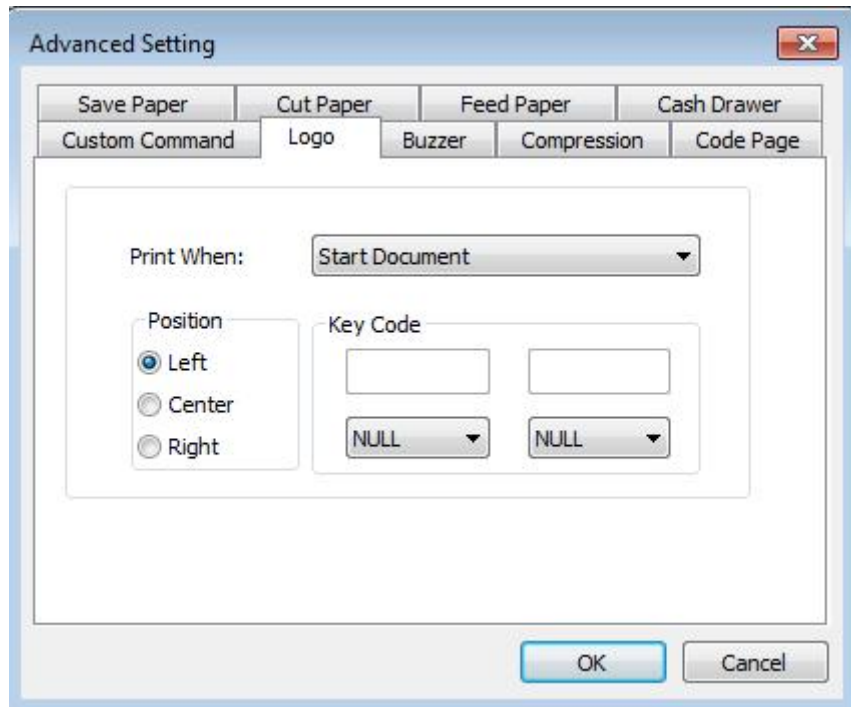 Advanced Setting
Save Paper Cut Paper Feed Paper Cash Drawer
Custom Command Logo Buzzer Compression Code Page
Print When: Start Document
Position
Left
Center
Right
Key Code
NULL NULL
OK Cancel